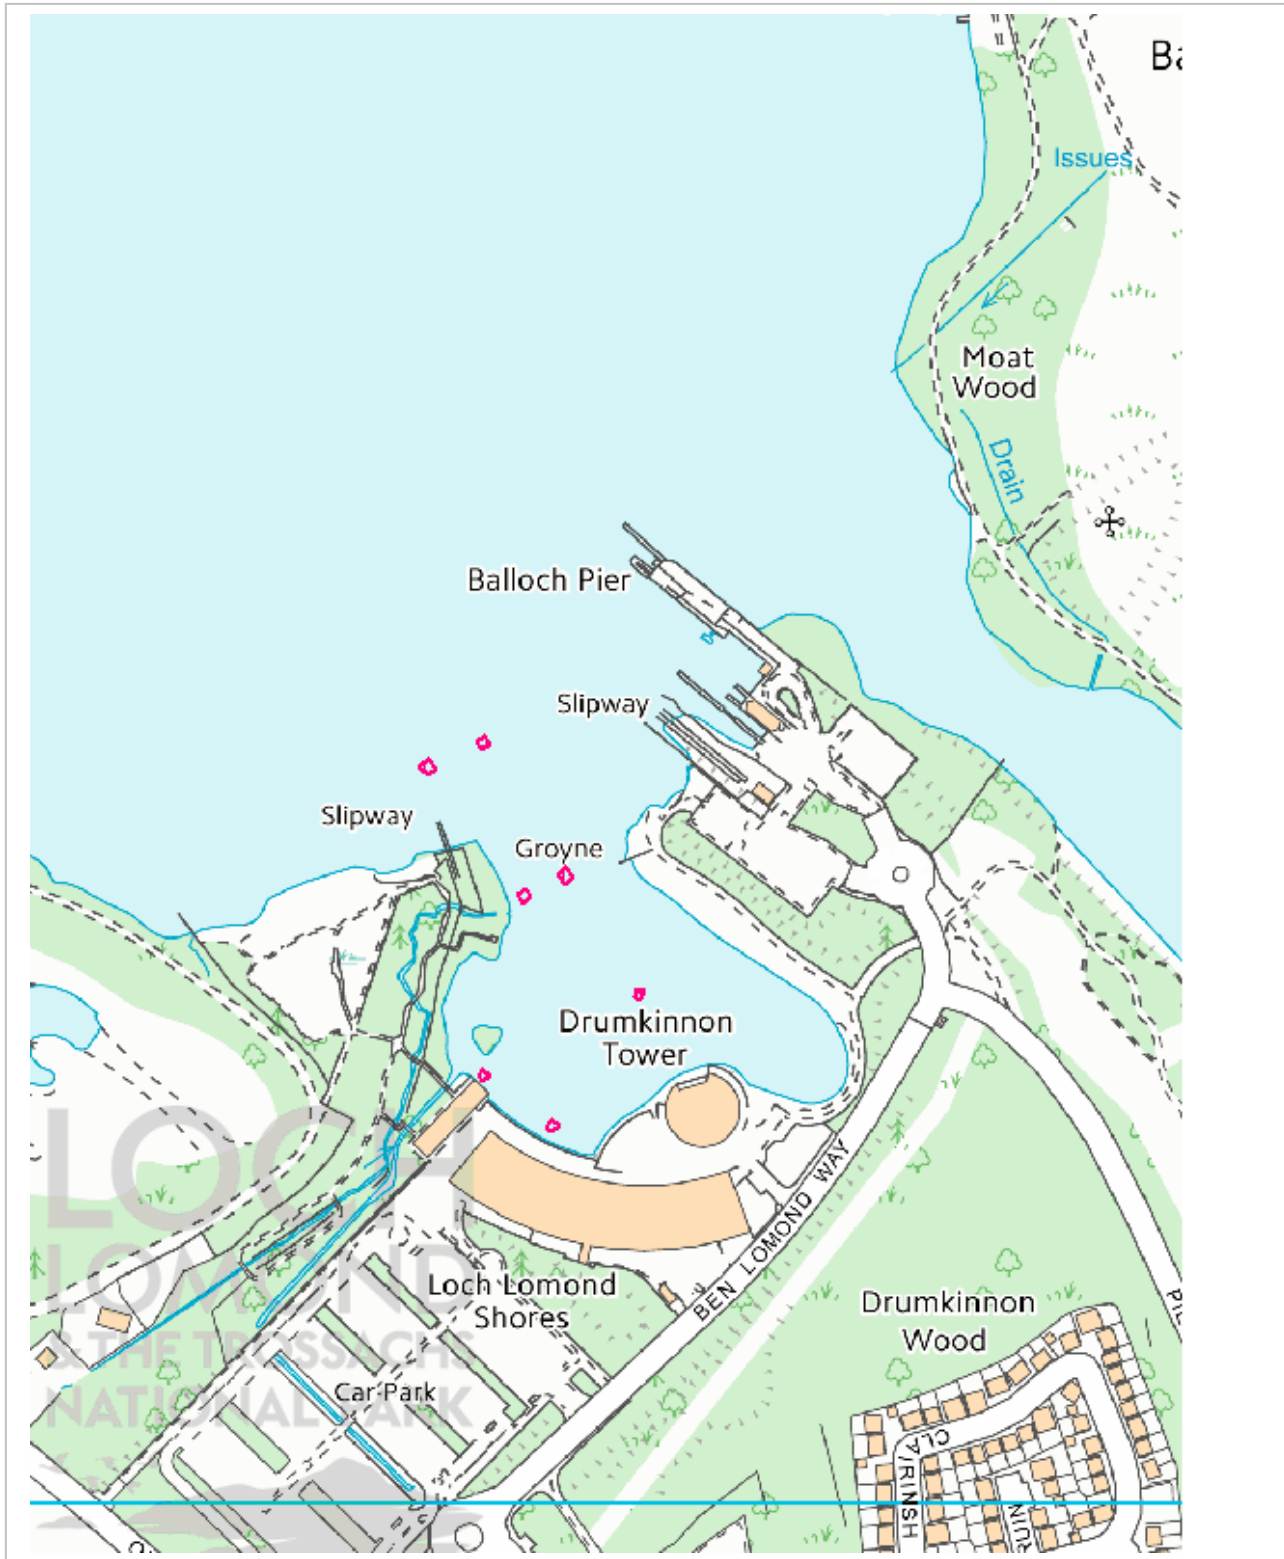 Issues
Moat
Wood
Drain
Balloch Pier
Slipway
Slipway
Groyne
Drumkinnon
Tower
BEN LOMOND WAY
Loch Lomond
Shores
Drumkinnon
Wood
Car Park
CLAIRINSH
LOCH
LOMOND
& THE TROSSACHS
NATIONAL PARK